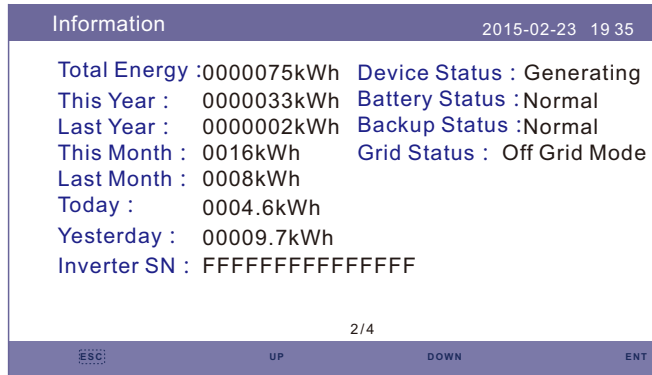 Information 2015-02-23 19 35
Total Energy : 0000075kWh Device Status : Generating
This Year : 0000033kWh Battery Status : Normal
Last Year : 0000002kWh Backup Status : Normal
This Month : 0016kWh Grid Status : Off Grid Mode
Last Month : 0008kWh
Today : 0004.6kWh
Yesterday : 00009.7kWh
Inverter SN : FFFFFFFFFFFFFFF
2/4
ESC UP DOWN ENT